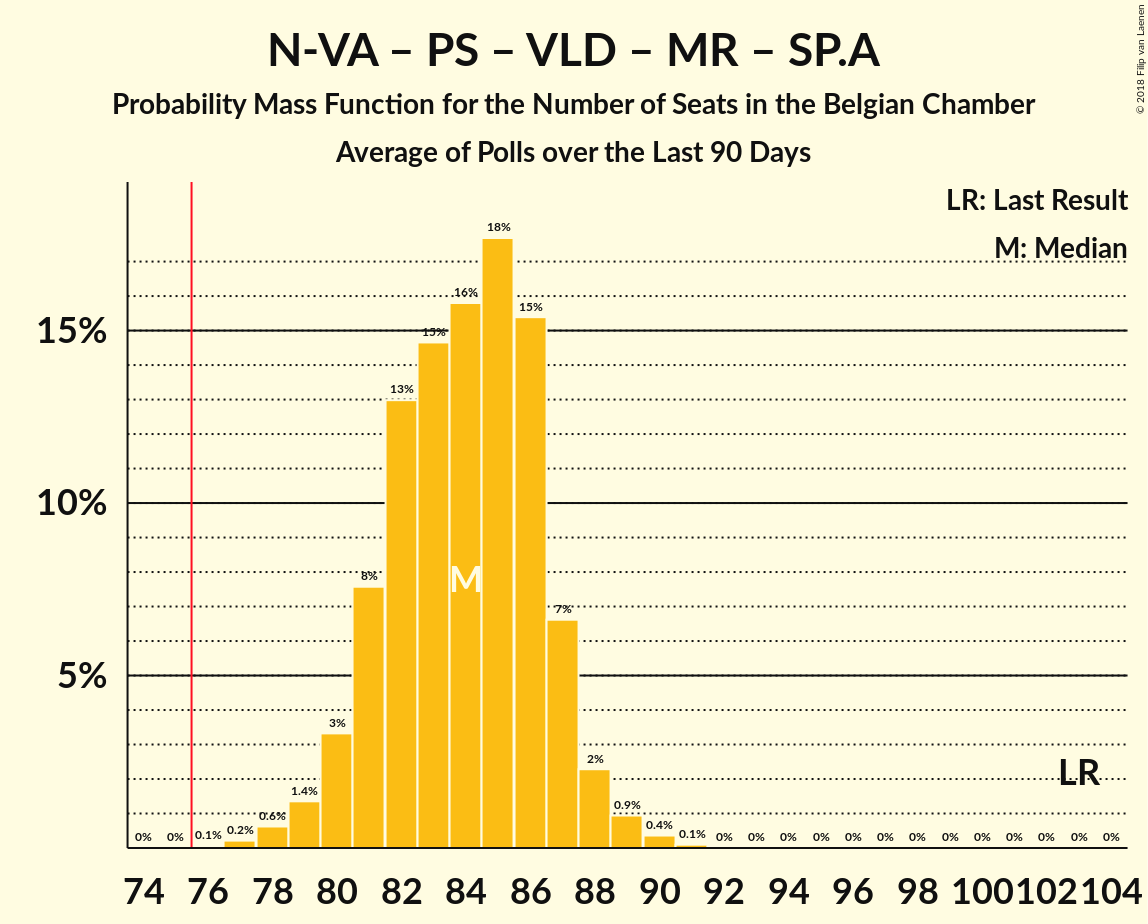 N-VA – PS – VLD – MR – SP.A
Probability Mass Function for the Number of Seats in the Belgian Chamber
Average of Polls over the Last 90 Days
© 2018 Filip van Laenen
LR: Last Result
M: Median
15%
10%
5%
0% 0% 0.1% 0.2% 0.6% 1.4% 3% 8% 13% 15% 16% 18% 15% 7% 2% 0.9% 0.4% 0.1% 0% 0% 0% 0% 0% 0% 0% 0% 0% 0% 0% 0% 0%
M
LR
74 76 78 80 82 84 86 88 90 92 94 96 98 100 102 104